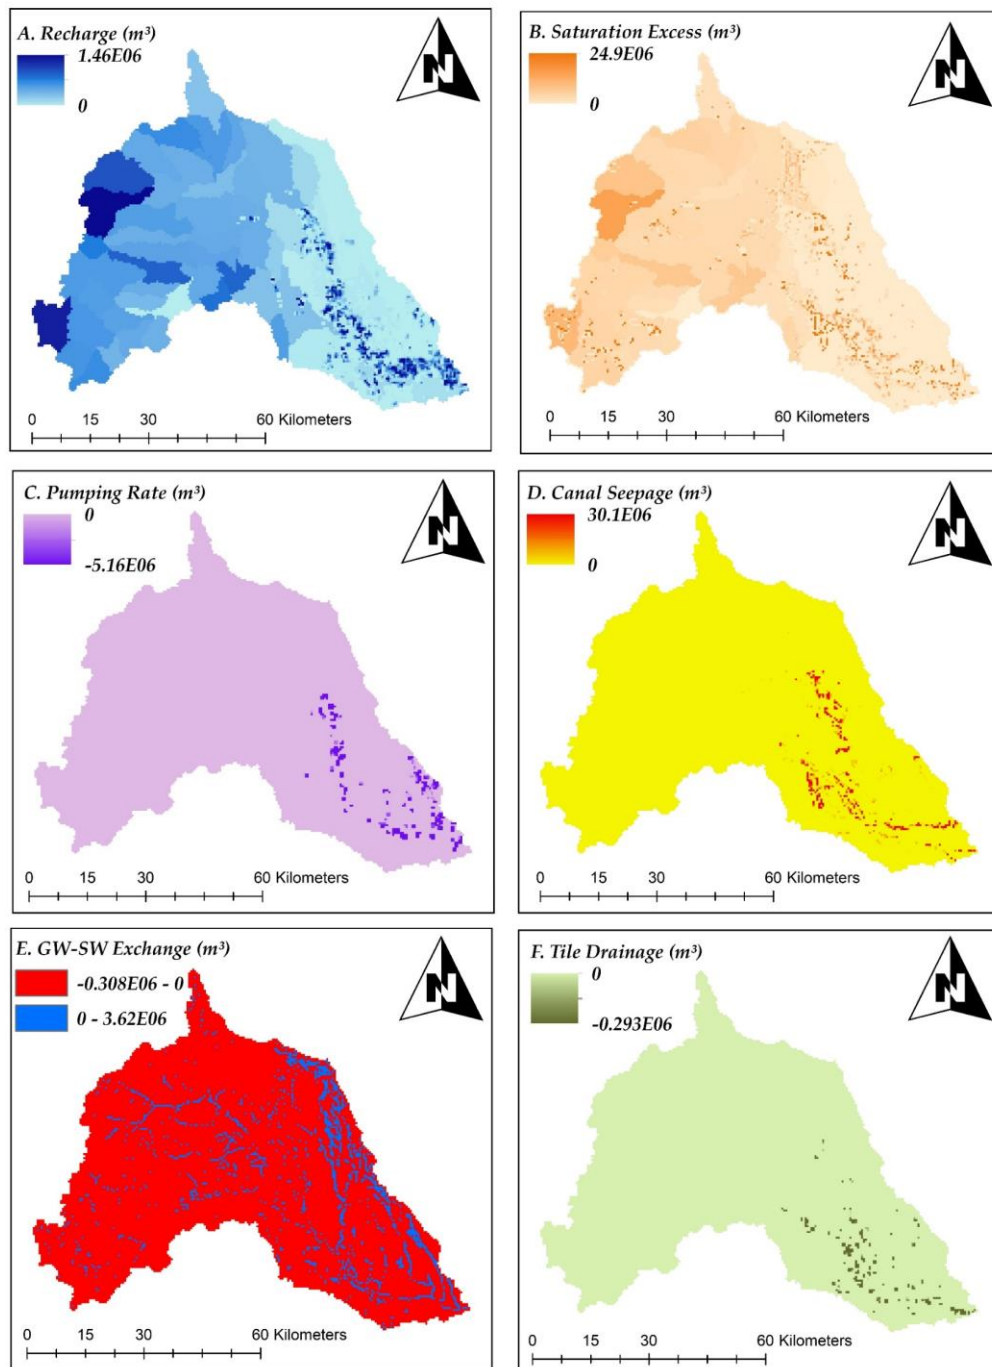 A. Recharge (m³)
1.46E06
0
N
0 15 30 60 Kilometers
B. Saturation Excess (m³)
24.9E06
0
N
0 15 30 60 Kilometers
C. Pumping Rate (m³)
0
-5.16E06
N
0 15 30 60 Kilometers
D. Canal Seepage (m³)
30.1E06
0
N
0 15 30 60 Kilometers
E. GW-SW Exchange (m³)
-0.308E06 - 0
0 - 3.62E06
N
0 15 30 60 Kilometers
F. Tile Drainage (m³)
0
-0.293E06
N
0 15 30 60 Kilometers